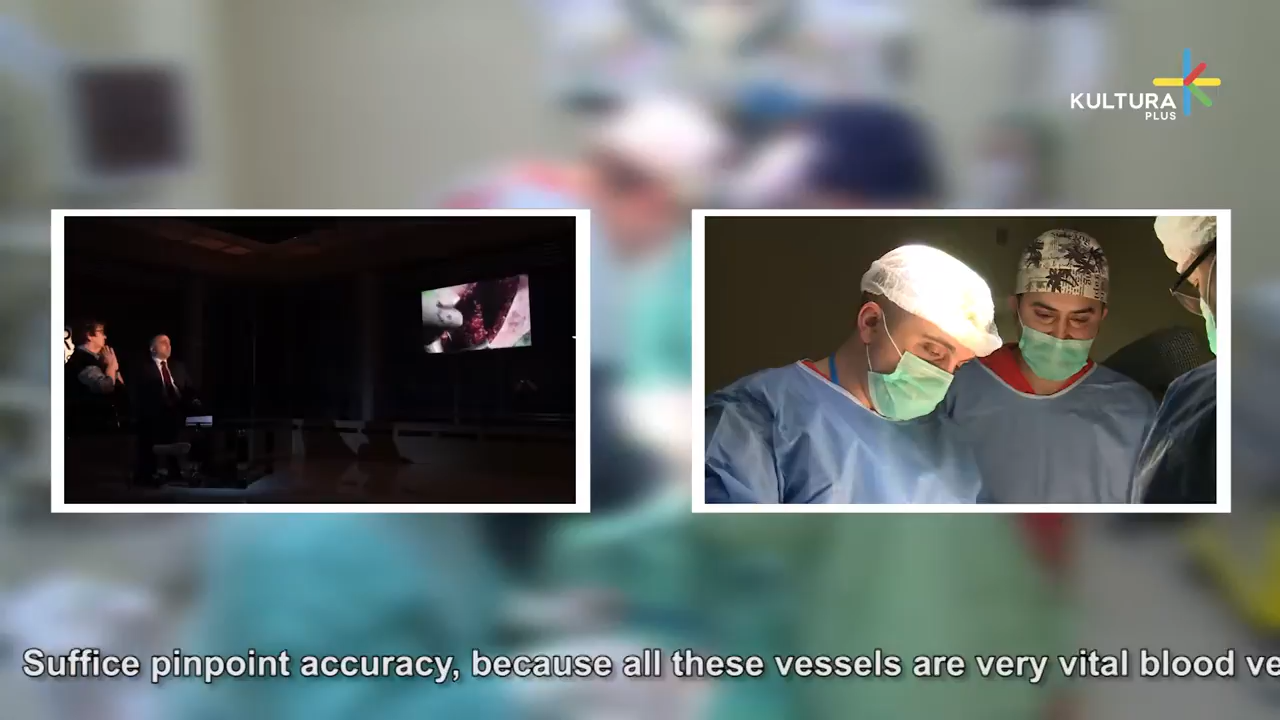 KULTURA
PLUS
Suffice pinpoint accuracy, because all these vessels are very vital blood ve